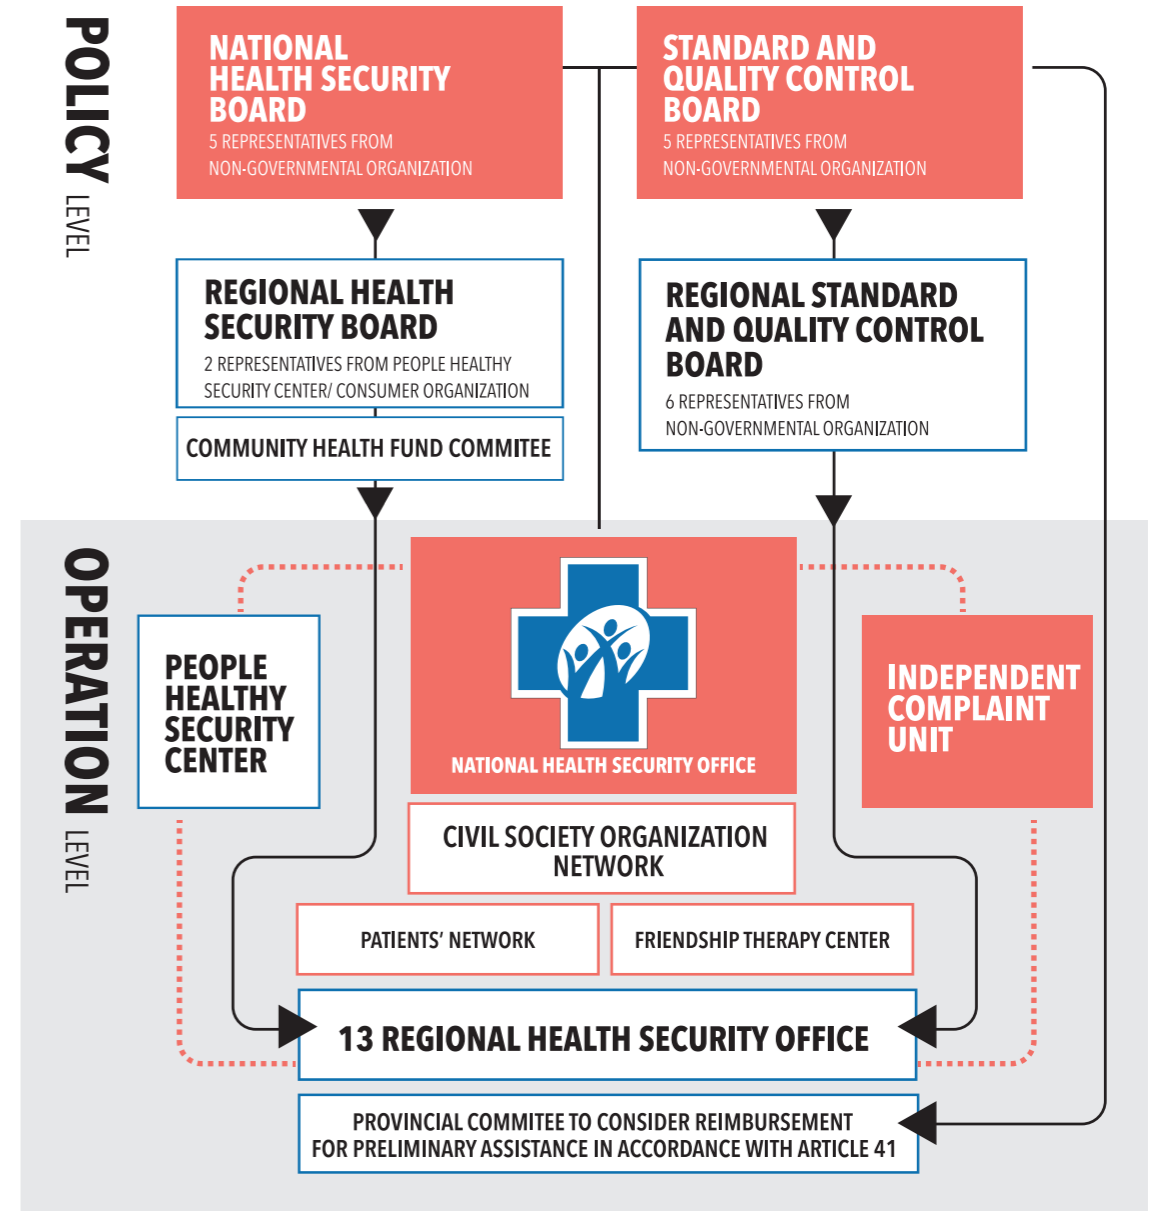 POLICY LEVEL
NATIONAL
HEALTH SECURITY
BOARD
5 REPRESENTATIVES FROM
NON-GOVERNMENTAL ORGANIZATION
STANDARD AND
QUALITY CONTROL
BOARD
5 REPRESENTATIVES FROM
NON-GOVERNMENTAL ORGANIZATION
REGIONAL HEALTH
SECURITY BOARD
2 REPRESENTATIVES FROM PEOPLE HEALTHY
SECURITY CENTER/ CONSUMER ORGANIZATION
REGIONAL STANDARD
AND QUALITY CONTROL
BOARD
6 REPRESENTATIVES FROM
NON-GOVERNMENTAL ORGANIZATION
COMMUNITY HEALTH FUND COMMITEE
OPERATION LEVEL
PEOPLE
HEALTHY
SECURITY
CENTER
NATIONAL HEALTH SECURITY OFFICE
INDEPENDENT
COMPLAINT
UNIT
CIVIL SOCIETY ORGANIZATION
NETWORK
PATIENTS' NETWORK
FRIENDSHIP THERAPY CENTER
13 REGIONAL HEALTH SECURITY OFFICE
PROVINCIAL COMMITEE TO CONSIDER REIMBURSEMENT
FOR PRELIMINARY ASSISTANCE IN ACCORDANCE WITH ARTICLE 41